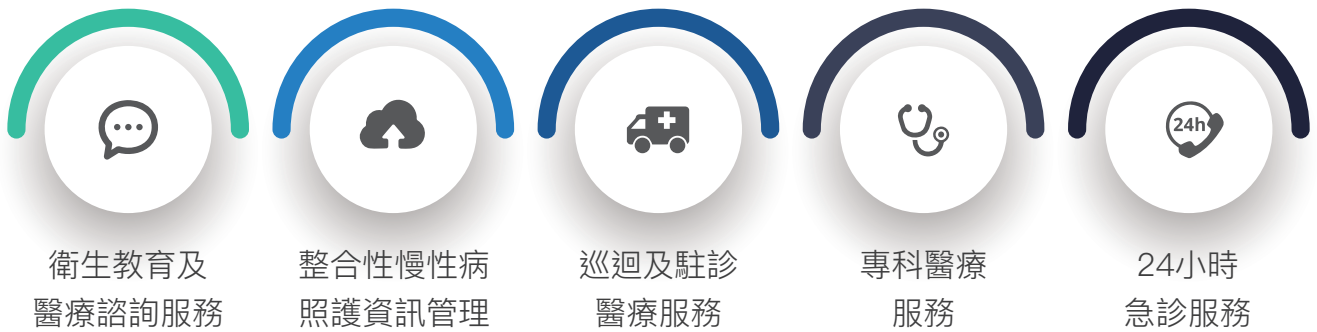 24h
衛生教育及
醫療諮詢服務
整合性慢性病
照護資訊管理
巡迴及駐診
醫療服務
專科醫療
服務
24小時
急診服務